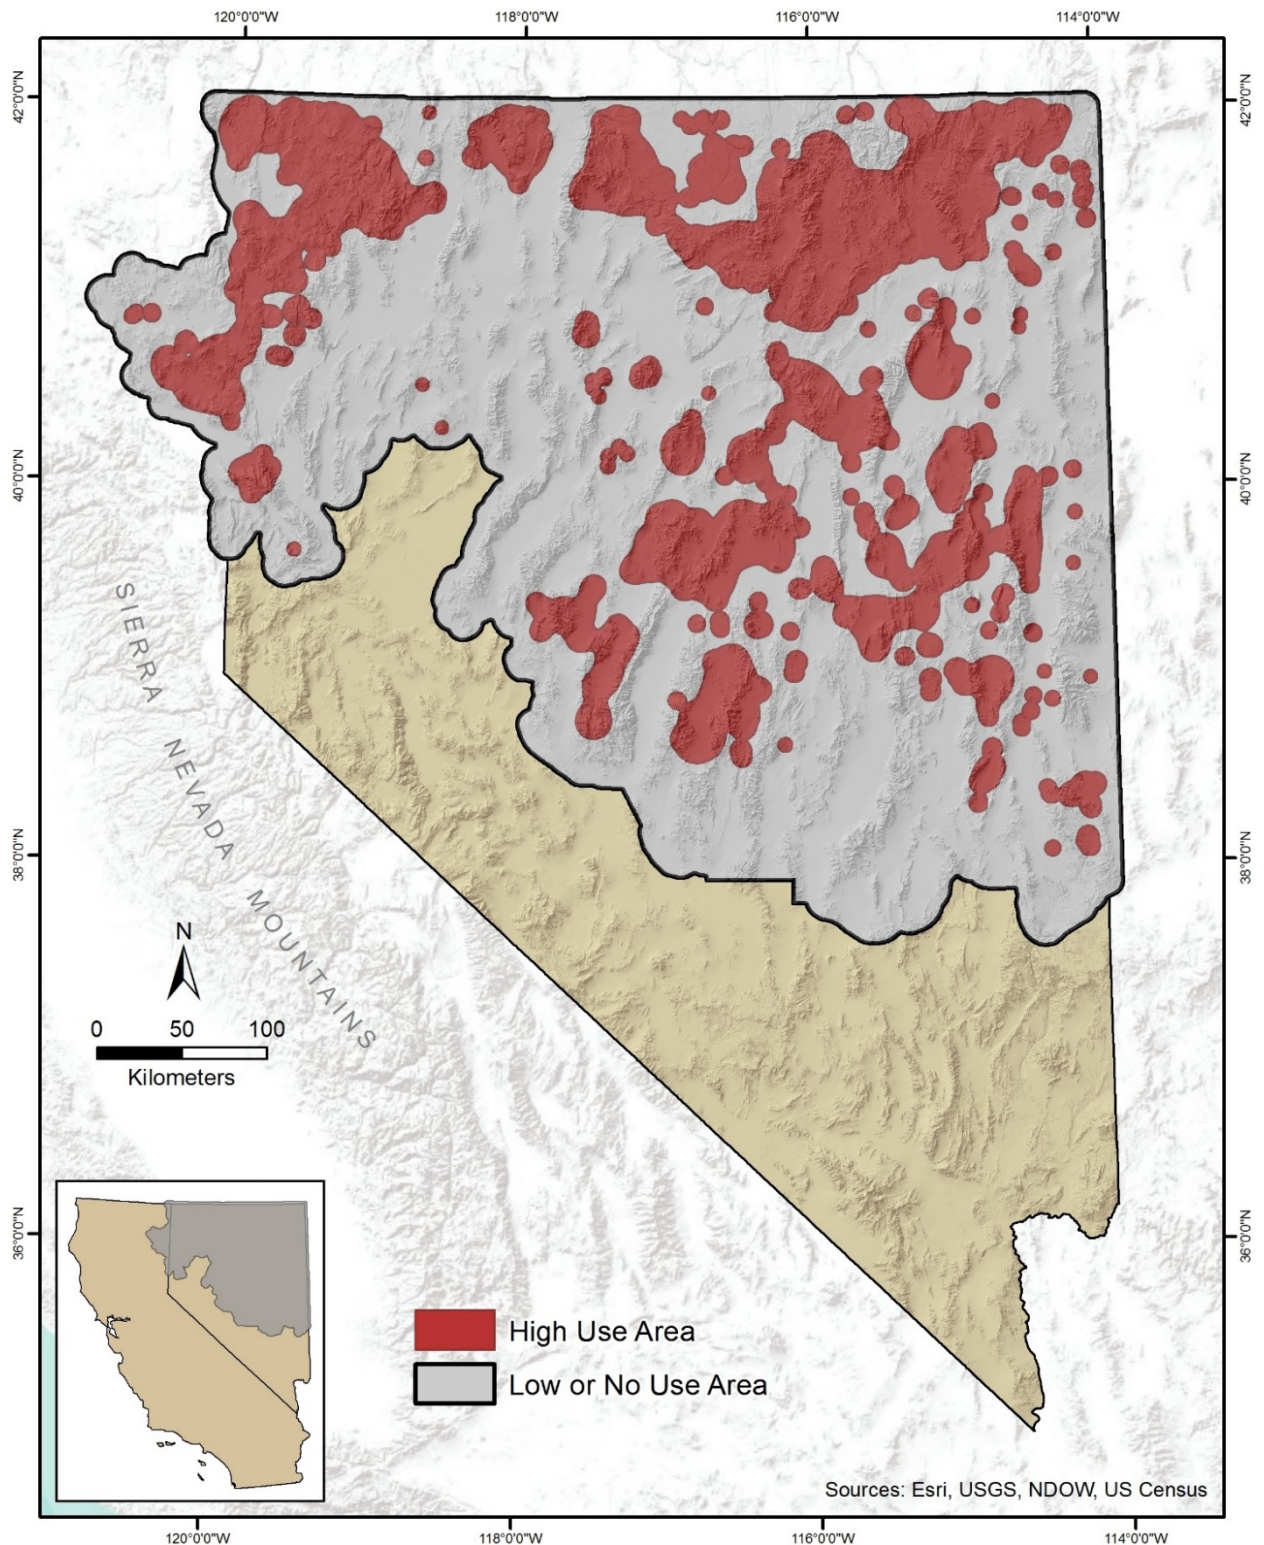 120°0'0"W 118°0'0"W 116°0'0"W 114°0'0"W
42°0'0"N
42°0'0"N
40°0'0"N
40°0'0"N
SIERRA
NEVADA
MOUNTAINS
38°0'0"N
38°0'0"N
N
0 50 100
Kilometers
36°0'0"N
36°0'0"N
High Use Area
Low or No Use Area
Sources: Esri, USGS, NDOW, US Census
120°0'0"W 118°0'0"W 116°0'0"W 114°0'0"W